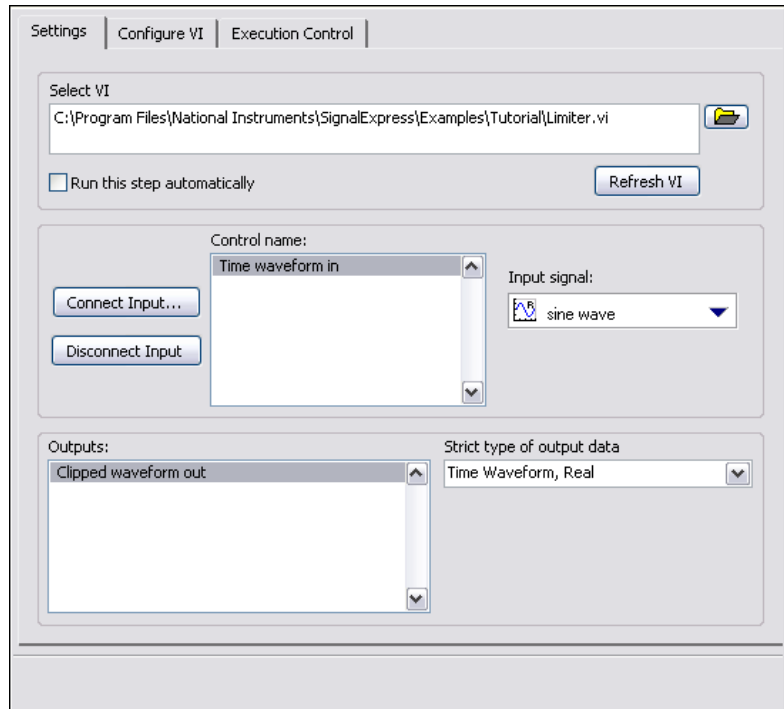 Settings
Configure VI
Execution Control
Select VI
C:\Program Files\National Instruments\SignalExpress\Examples\Tutorial\Limiter.vi
Run this step automatically
Refresh VI
Control name:
Time waveform in
Connect Input...
Disconnect Input
Input signal:
sine wave
Outputs:
Clipped waveform out
Strict type of output data
Time Waveform, Real